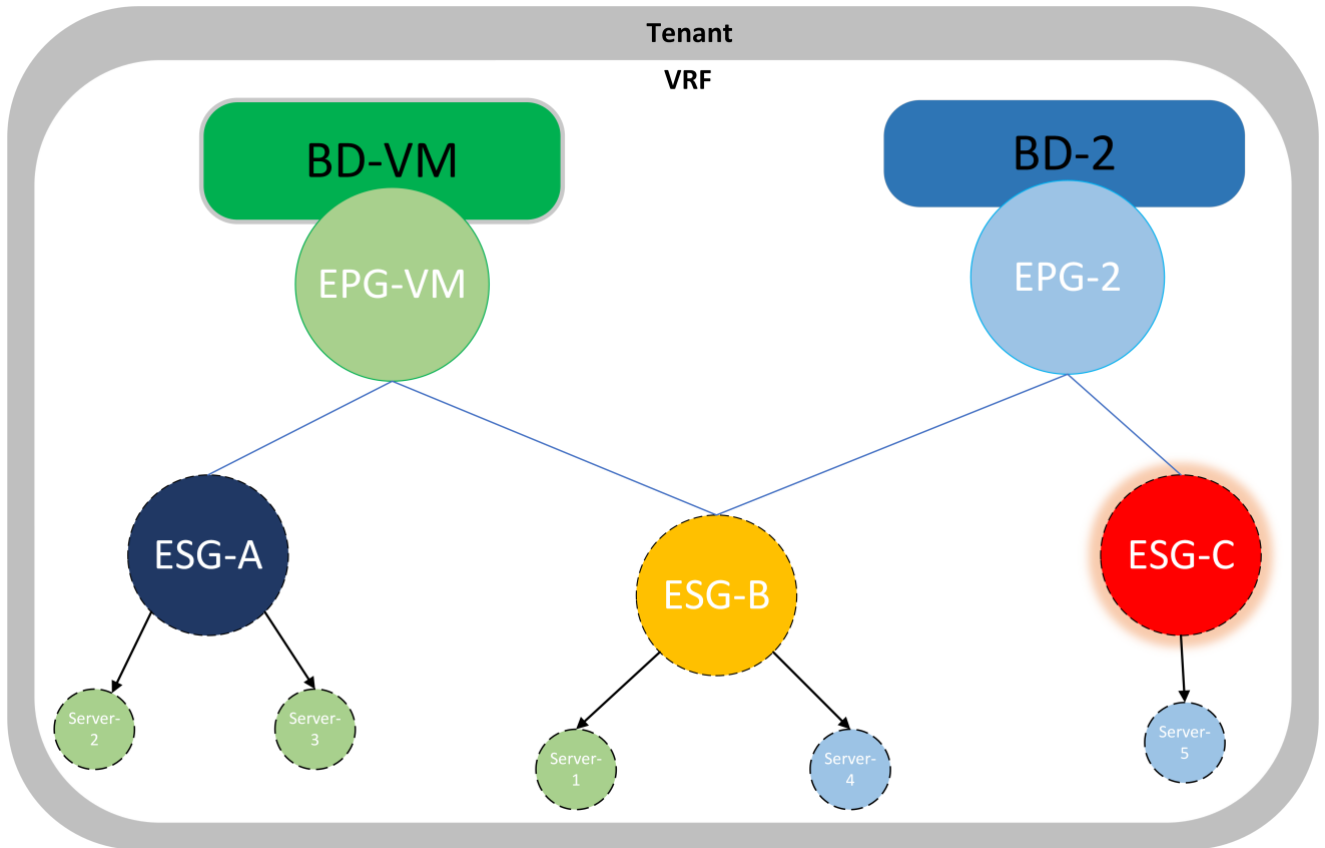 Tenant
VRF
BD-VM
BD-2
EPG-VM
EPG-2
ESG-A
ESG-B
ESG-C
Server-
2
Server-
3
Server-
1
Server-
4
Server-
5